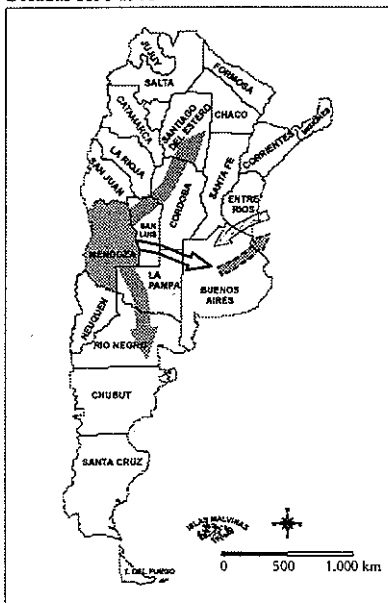 JUJUY
SALTA
FORMOSA
CHACO
CATAMARCA
SANTIAGO
DEL ESTERO
MISIONES
CORRIENTES
LA RIOJA
SANTA FE
SAN JUAN
CORDOBA
ENTRE
RIOS
SAN
LUIS
MENDOZA
LA
PAMPA
BUENOS
AIRES
NEUQUEN
RIO NEGRO
CHUBUT
SANTA CRUZ
ISLAS MALVINAS
T. DEL FUEGO
0 500 1.000 km